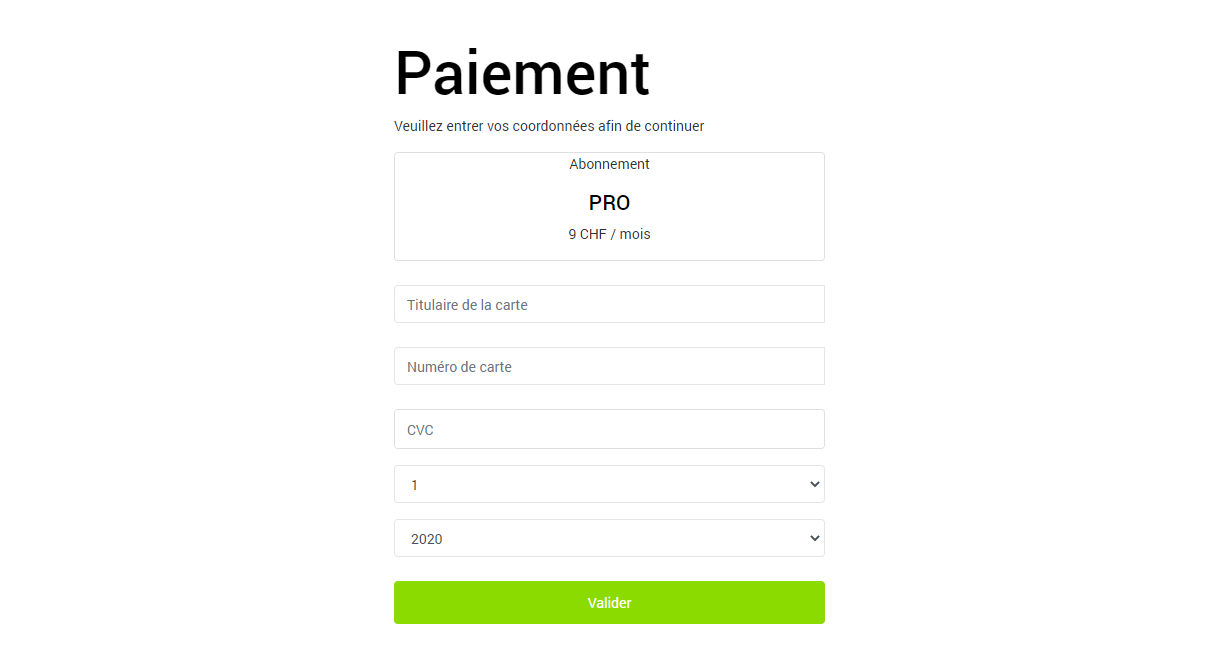 Paiement
Veuillez entrer vos coordonnées afin de continuer
Abonnement
PRO
9 CHF / mois
Titulaire de la carte
Numéro de carte
CVC
1
2020
Valider